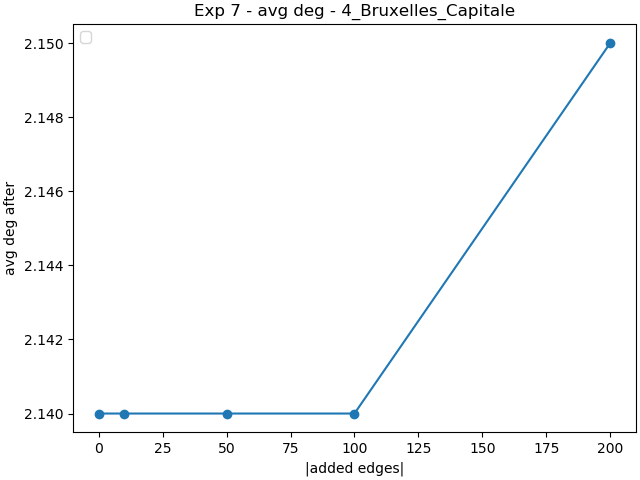 Exp 7 - avg deg - 4_Bruxelles_Capitale
2.150
2.148
2.146
2.144
2.142
2.140
avg deg after
0 25 50 75 100 125 150 175 200
|added edges|